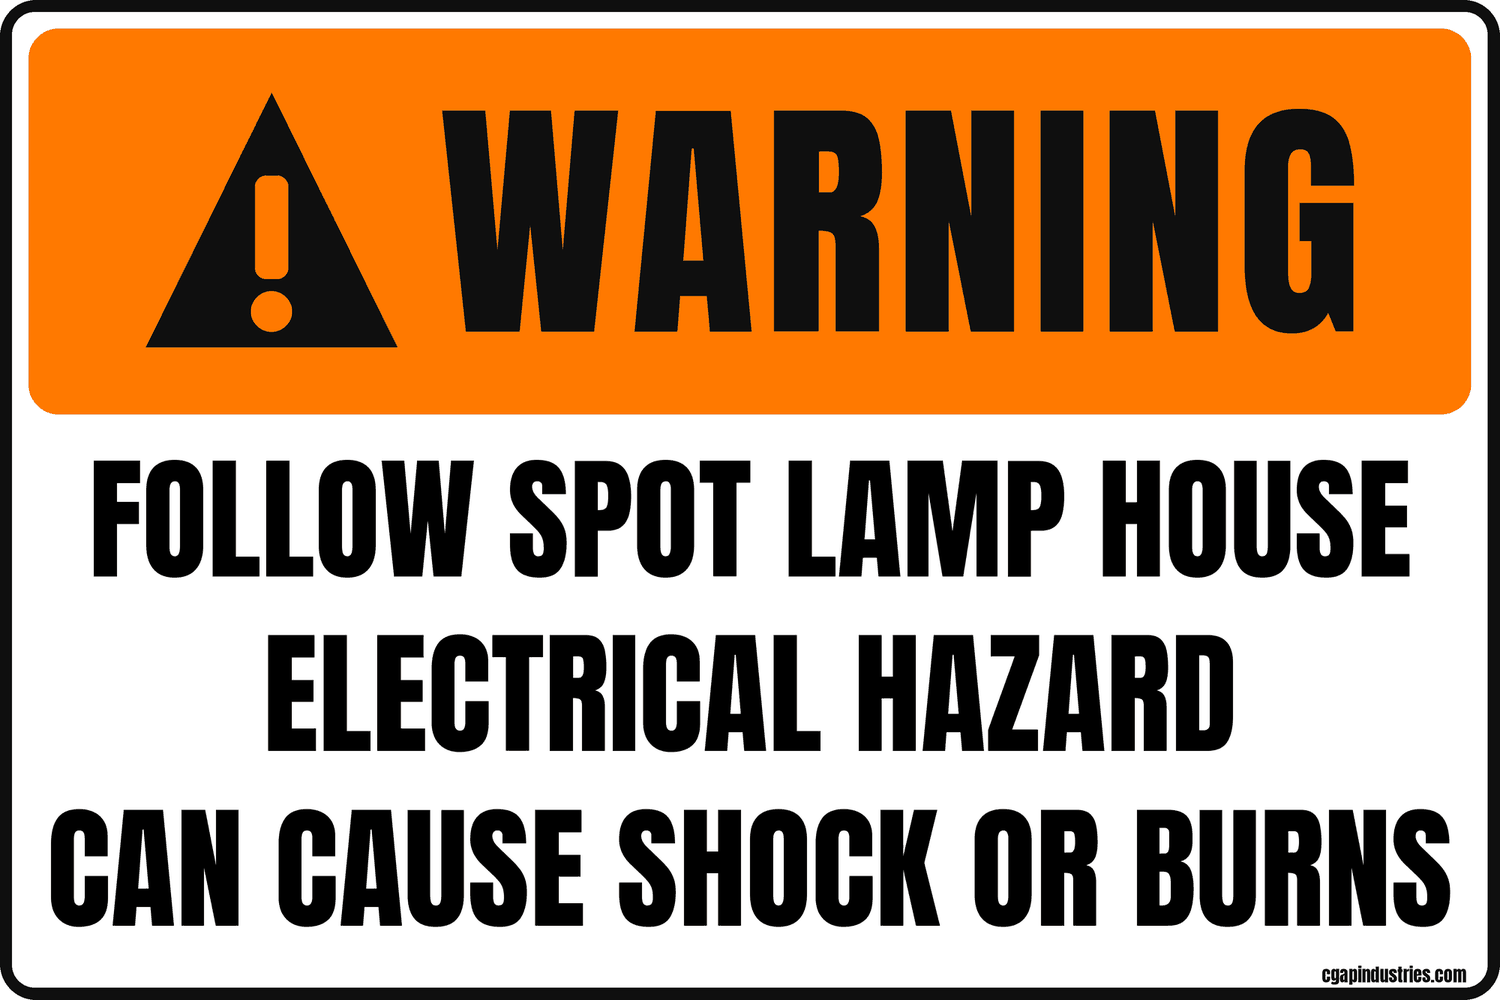 WARNING
FOLLOW SPOT LAMP HOUSE
ELECTRICAL HAZARD
CAN CAUSE SHOCK OR BURNS
cgapindustries.com